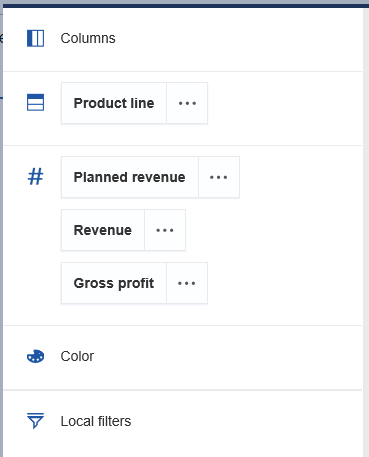 Columns
Product line
Planned revenue
Revenue
Gross profit
Color
Local filters